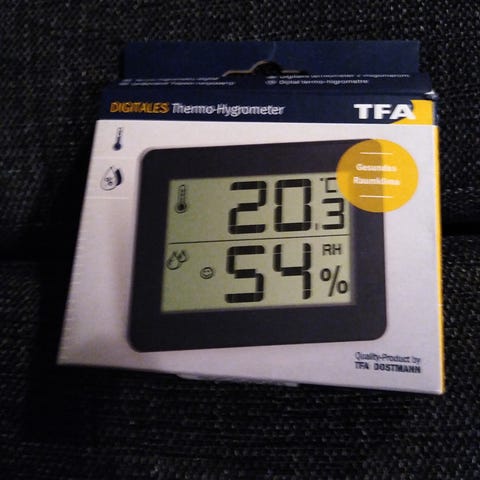 DIGITALES Thermo-Hygrometer
TFA
Gesundes
Raumklima
20.3 °C
54 % RH
Quality-Product by
TFA DOSTMANN